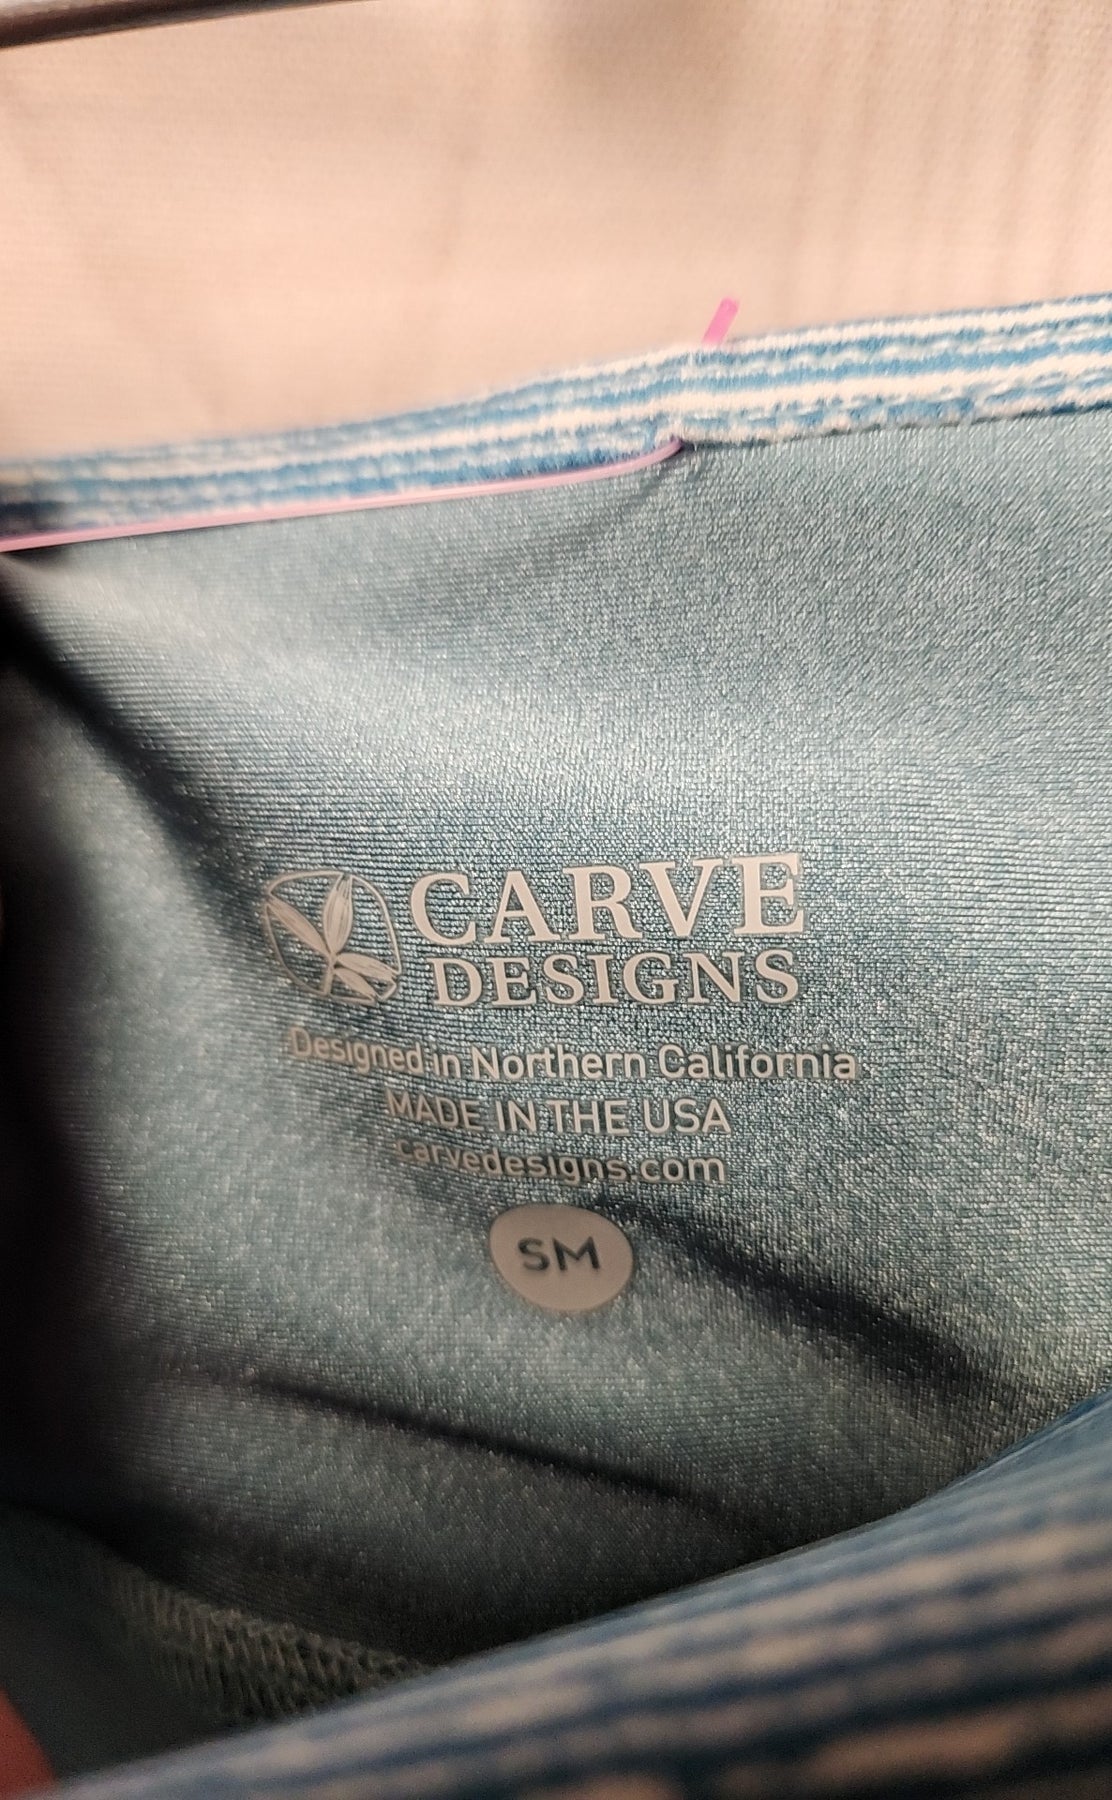 CARVE
DESIGNS
Designed in Northern California
MADE IN THE USA
carvedesigns.com
SM